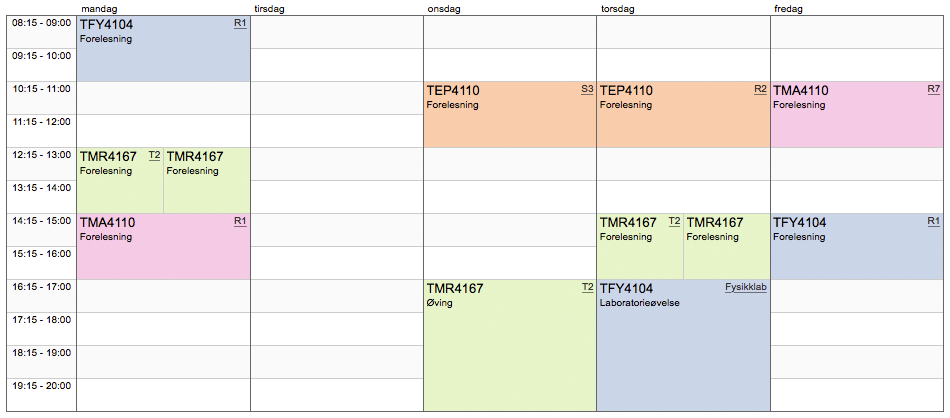 mandag tirsdag onsdag torsdag fredag
08:15 - 09:00 TFY4104 R1
Forelesning
09:15 - 10:00
10:15 - 11:00 TEP4110 S3 TEP4110 R2 TMA4110 R7
Forelesning Forelesning Forelesning
11:15 - 12:00
12:15 - 13:00 TMR4167 T2 TMR4167
Forelesning Forelesning
13:15 - 14:00
14:15 - 15:00 TMA4110 R1 TMR4167 T2 TMR4167 TFY4104 R1
Forelesning Forelesning Forelesning Forelesning
15:15 - 16:00
16:15 - 17:00 TMR4167 T2 TFY4104 Fysikklab
Øving Laboratorieøvelse
17:15 - 18:00
18:15 - 19:00
19:15 - 20:00